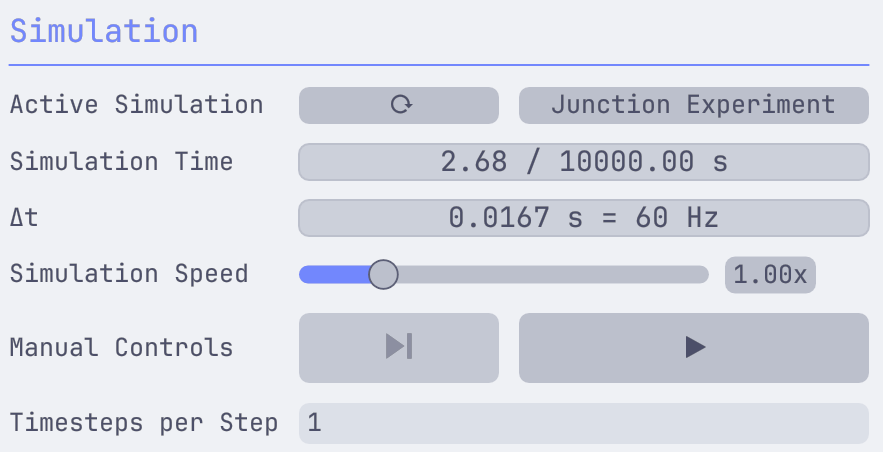 Simulation
Active Simulation Junction Experiment
Simulation Time 2.68 / 10000.00 s
Δt 0.0167 s = 60 Hz
Simulation Speed 1.00x
Manual Controls
Timesteps per Step 1